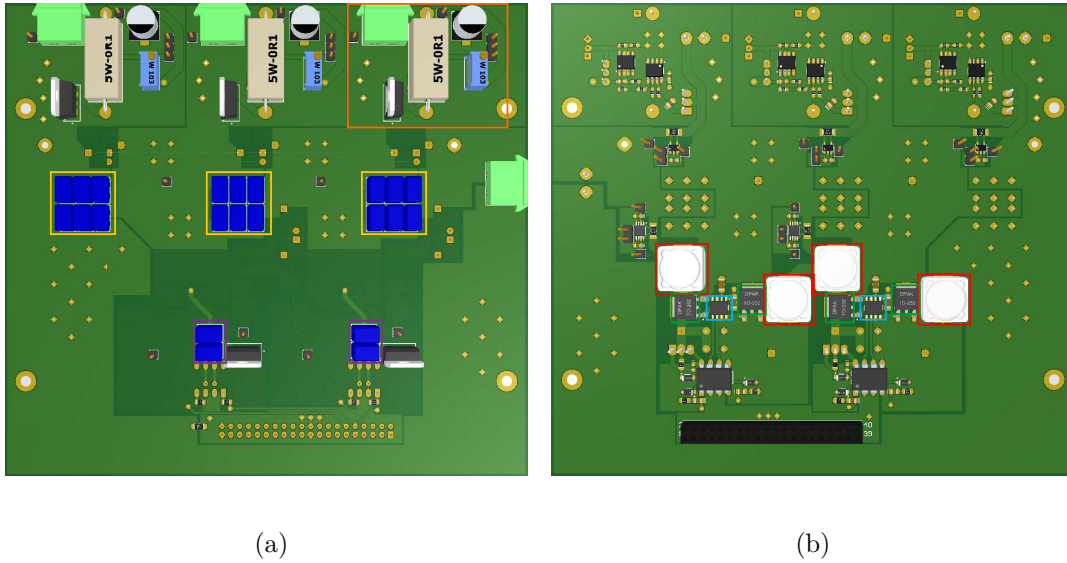 5W-0R1
W 103
5W-0R1
W 103
5W-0R1
W 103
DPAK
TO-252
DPAK
TO-252
DPAK
TO-252
DPAK
TO-252
40
39
(a)
(b)